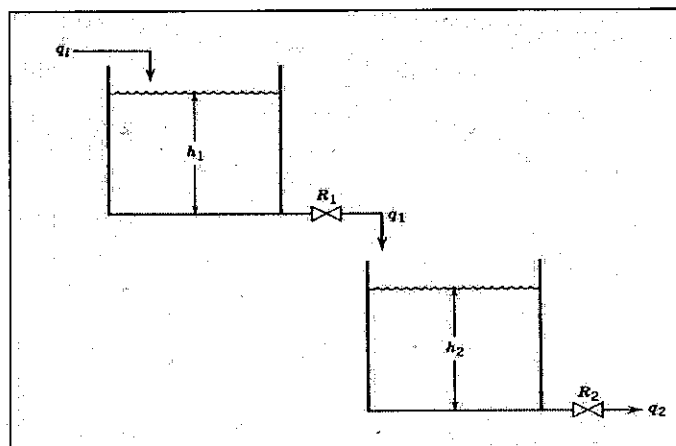 qᵢ
h₁
R₁
q₁
h₂
R₂
q₂